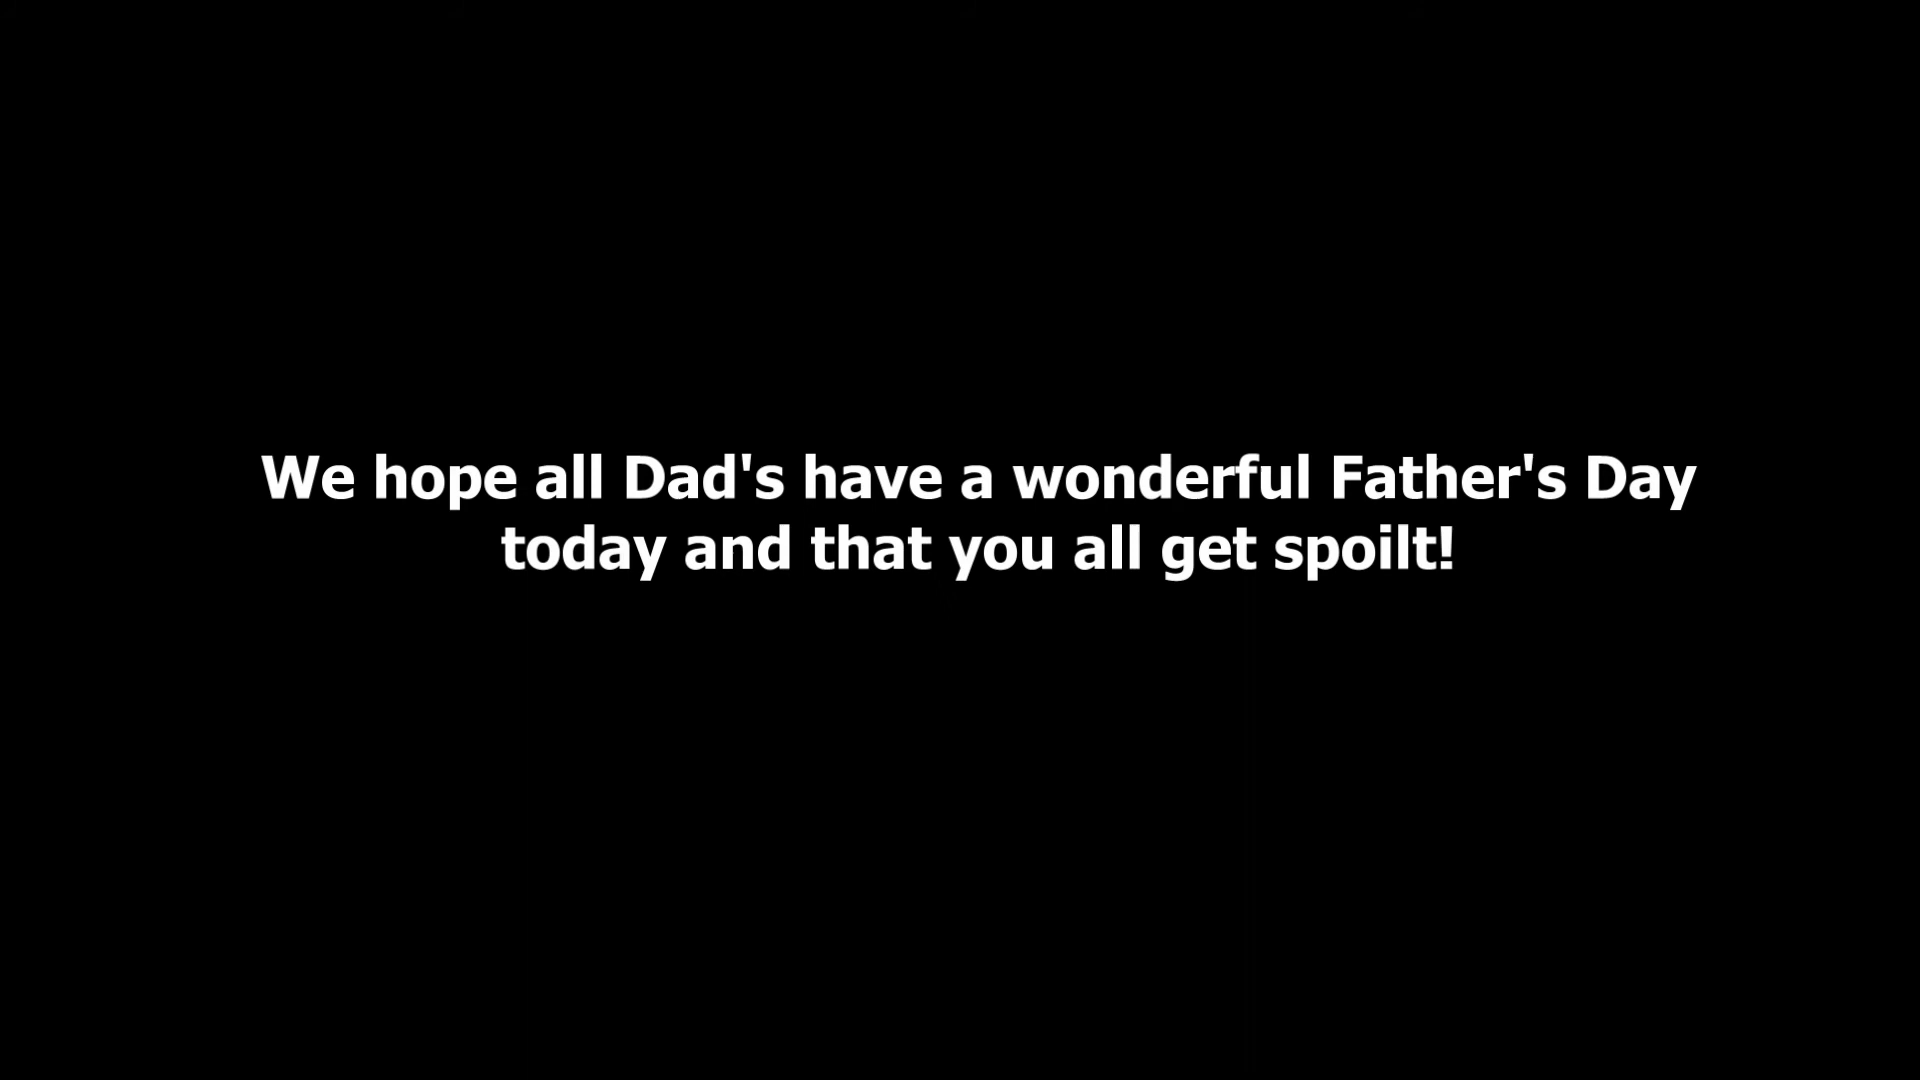 We hope all Dad's have a wonderful Father's Day
today and that you all get spoilt!